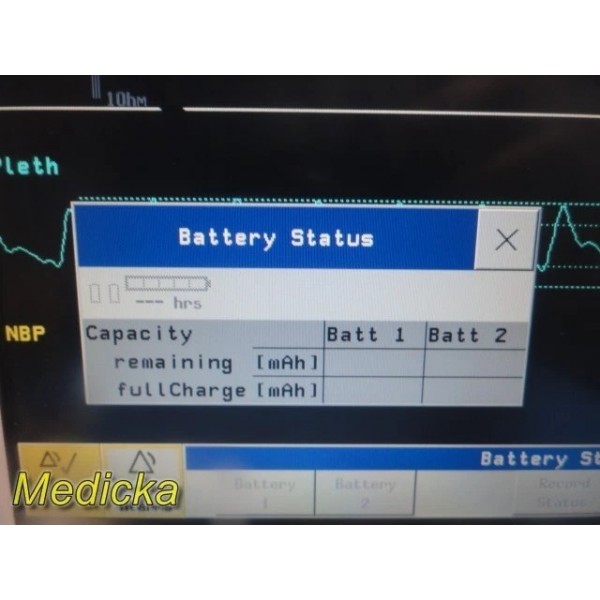 10hm
Pleth
Battery Status
--- hrs
NBP
Capacity Batt 1 Batt 2
remaining [mAh]
fullCharge [mAh]
Battery St
Battery 1
Battery 2
Record Status
Medicka